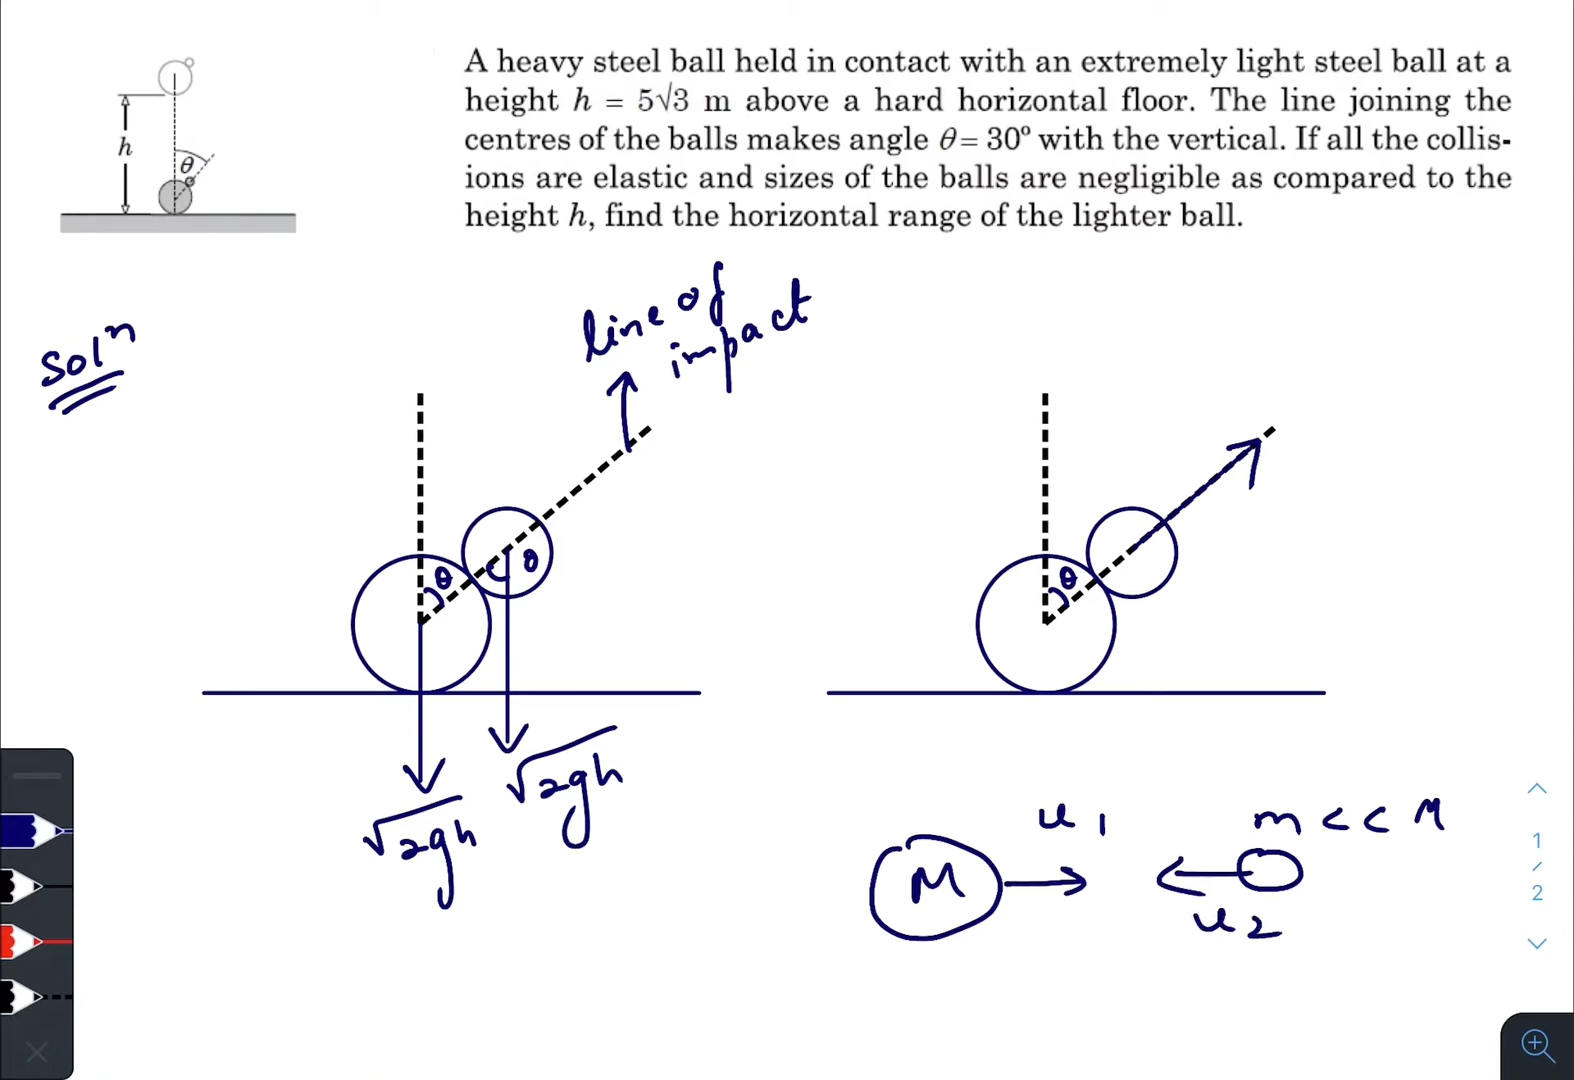 A heavy steel ball held in contact with an extremely light steel ball at a
height h = 5√3 m above a hard horizontal floor. The line joining the
centres of the balls makes angle θ= 30º with the vertical. If all the collis-
ions are elastic and sizes of the balls are negligible as compared to the
height h, find the horizontal range of the lighter ball.
h
θ
Solⁿ
line of
impact
θ
θ
θ
√2gh
√2gh
u1
m << M
M
u2
1
/
2